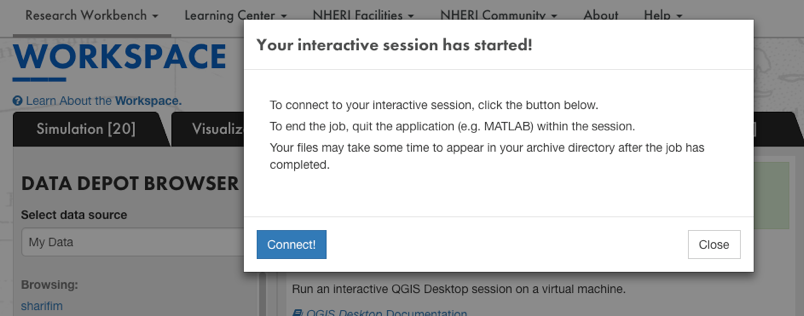 Research Workbench
Learning Center
NHERI Facilities
NHERI Community
About
Help
WORKSPACE
Learn About the Workspace.
Simulation [20]
Visualiz
]
DATA DEPOT BROWSER
Select data source
My Data
Browsing:
sharifim
Your interactive session has started!
To connect to your interactive session, click the button below.
To end the job, quit the application (e.g. MATLAB) within the session.
Your files may take some time to appear in your archive directory after the job has
completed.
Connect!
Close
Run an interactive QGIS Desktop session on a virtual machine.
QGIS Desktop Documentation